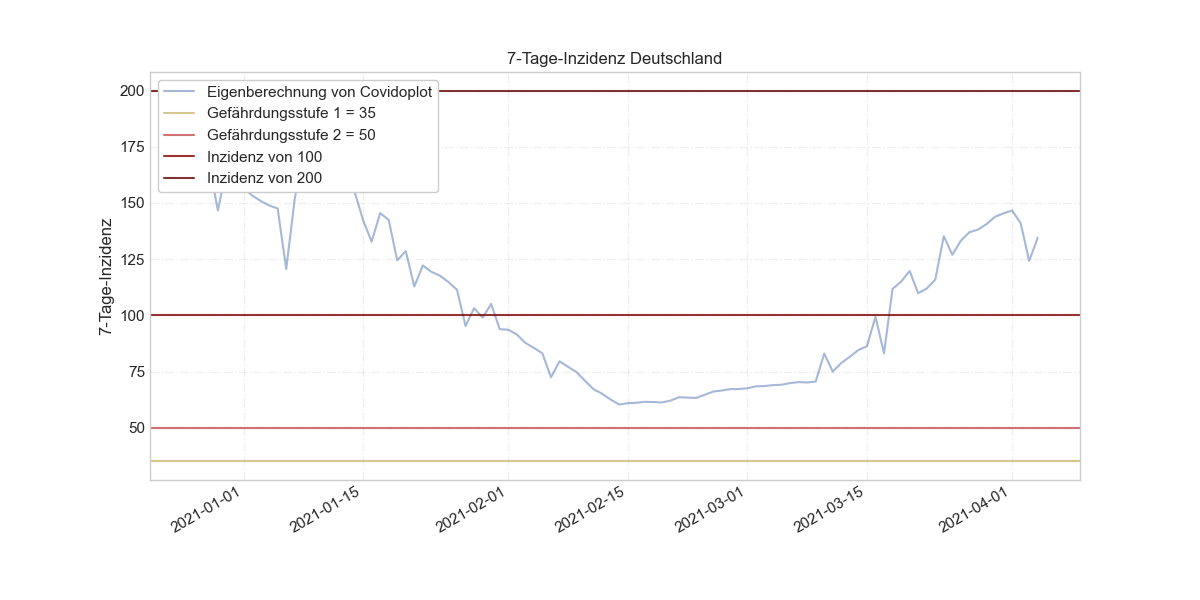 7-Tage-Inzidenz Deutschland
200
175
150
125
100
75
50
7-Tage-Inzidenz
Eigenberechnung von Covidoplot
Gefährdungsstufe 1 = 35
Gefährdungsstufe 2 = 50
Inzidenz von 100
Inzidenz von 200
2021-01-01
2021-01-15
2021-02-01
2021-02-15
2021-03-01
2021-03-15
2021-04-01